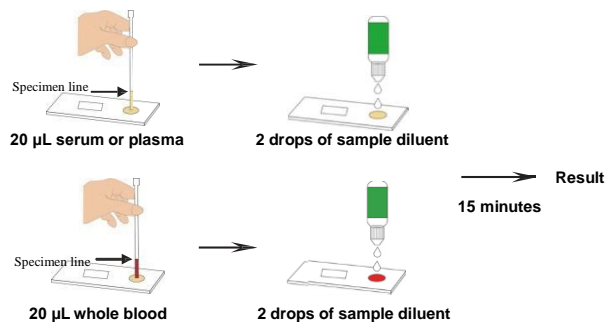 Specimen line
20 µL serum or plasma
2 drops of sample diluent
Result
15 minutes
Specimen line
20 µL whole blood
2 drops of sample diluent